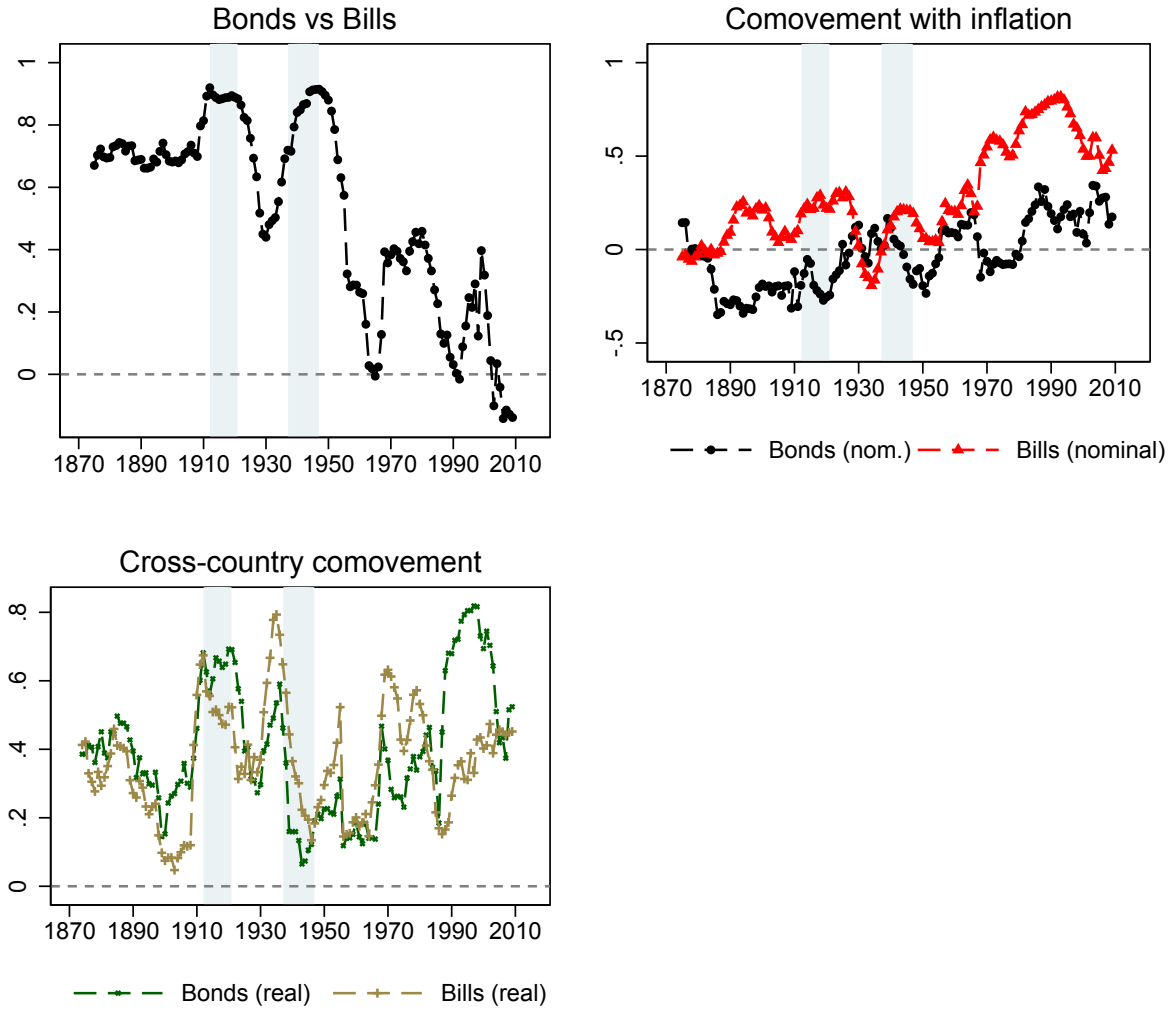 Bonds vs Bills
1
.8
.6
.4
.2
0
1870 1890 1910 1930 1950 1970 1990 2010
Comovement with inflation
1
.5
0
-.5
1870 1890 1910 1930 1950 1970 1990 2010
Bonds (nom.) Bills (nominal)
Cross-country comovement
.8
.6
.4
.2
0
1870 1890 1910 1930 1950 1970 1990 2010
Bonds (real) Bills (real)